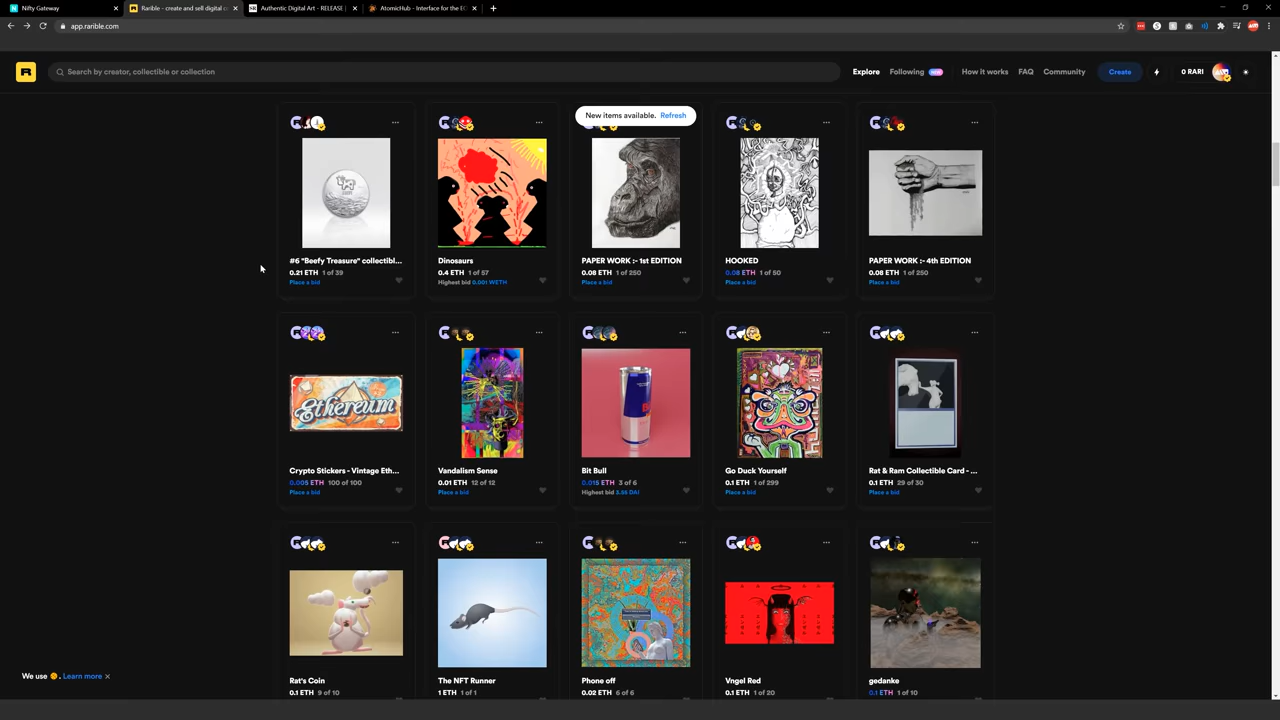 Nifty Gateway
Rarible - create and sell digital c
Authentic Digital Art - RELEASE |
AtomicHub - Interface for the EO
app.rarible.com
Search by creator, collectible or collection
Explore
Following
How it works
FAQ
Community
Create
0 RARI
New items available. Refresh
#6 "Beefy Treasure" collectibl...
0.21 ETH 1 of 39
Place a bid
Dinosaurs
0.4 ETH 1 of 57
Highest bid 0.001 WETH
PAPER WORK :- 1st EDITION
0.08 ETH 1 of 250
Place a bid
HOOKED
0.08 ETH 1 of 50
Place a bid
PAPER WORK :- 4th EDITION
0.08 ETH 1 of 250
Place a bid
Ethereum
Crypto Stickers - Vintage Eth...
0.005 ETH 100 of 100
Place a bid
Vandalism Sense
0.01 ETH 12 of 12
Place a bid
Bit Bull
0.015 ETH 3 of 6
Highest bid 2.55 DAI
Go Duck Yourself
0.1 ETH 1 of 299
Place a bid
Rat & Ram Collectible Card - ...
0.1 ETH 29 of 30
Place a bid
Rat's Coin
0.1 ETH 9 of 10
The NFT Runner
1 ETH 1 of 1
Phone off
0.02 ETH 6 of 6
Vngel Red
0.1 ETH 1 of 20
gedanke
0.1 ETH 1 of 10
We use . Learn more ×